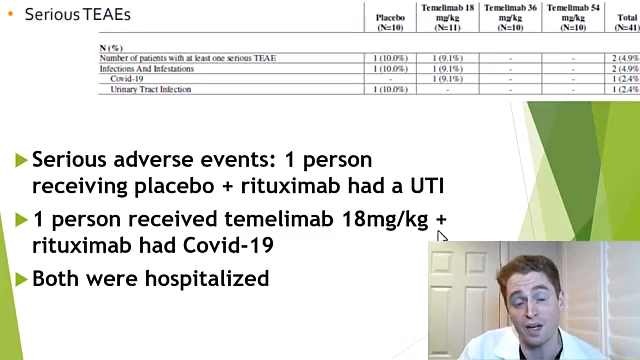 • Serious TEAEs
Placebo (N=10) Temelimab 18 mg/kg (N=11) Temelimab 36 mg/kg (N=10) Temelimab 54 mg/kg (N=10) Total (N=41)
N (%)
Number of patients with at least one serious TEAE 1 (10.0%) 1 (9.1%) - - 2 (4.9%
Infections And Infestations 1 (10.0%) 1 (9.1%) - - 2 (4.9%
Covid-19 - 1 (9.1%) - - 1 (2.4%
Urinary Tract Infection 1 (10.0%) - - - 1 (2.4%
Serious adverse events: 1 person
receiving placebo + rituximab had a UTI
1 person received temelimab 18mg/kg +
rituximab had Covid-19
Both were hospitalized